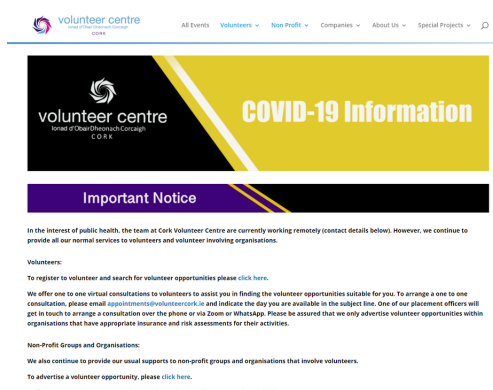 volunteer centre
Ionad d'Obair Dheonach Corcaigh
CORK
All Events Volunteers Non Profit Companies About Us Special Projects
volunteer centre
Ionad d'Obair Dheonach Corcaigh
CORK
COVID-19 Information
Important Notice
In the interest of public health, the team at Cork Volunteer Centre are currently working remotely (contact details below). However, we continue to
provide all our normal services to volunteers and volunteer involving organisations.
Volunteers:
To register to volunteer and search for volunteer opportunities please click here.
We offer one to one virtual consultations to volunteers to assist you in finding the volunteer opportunities suitable for you. To arrange a one to one
consultation, please email appointments@volunteercork.ie and indicate the day you are available in the subject line. One of our placement officers will
get in touch to arrange a consultation over the phone or via Zoom or WhatsApp. Please be assured that we only advertise volunteer opportunities within
organisations that have appropriate insurance and risk assessments for their activities.
Non-Profit Groups and Organisations:
We also continue to provide our usual supports to non-profit groups and organisations that involve volunteers.
To advertise a volunteer opportunity, please click here.